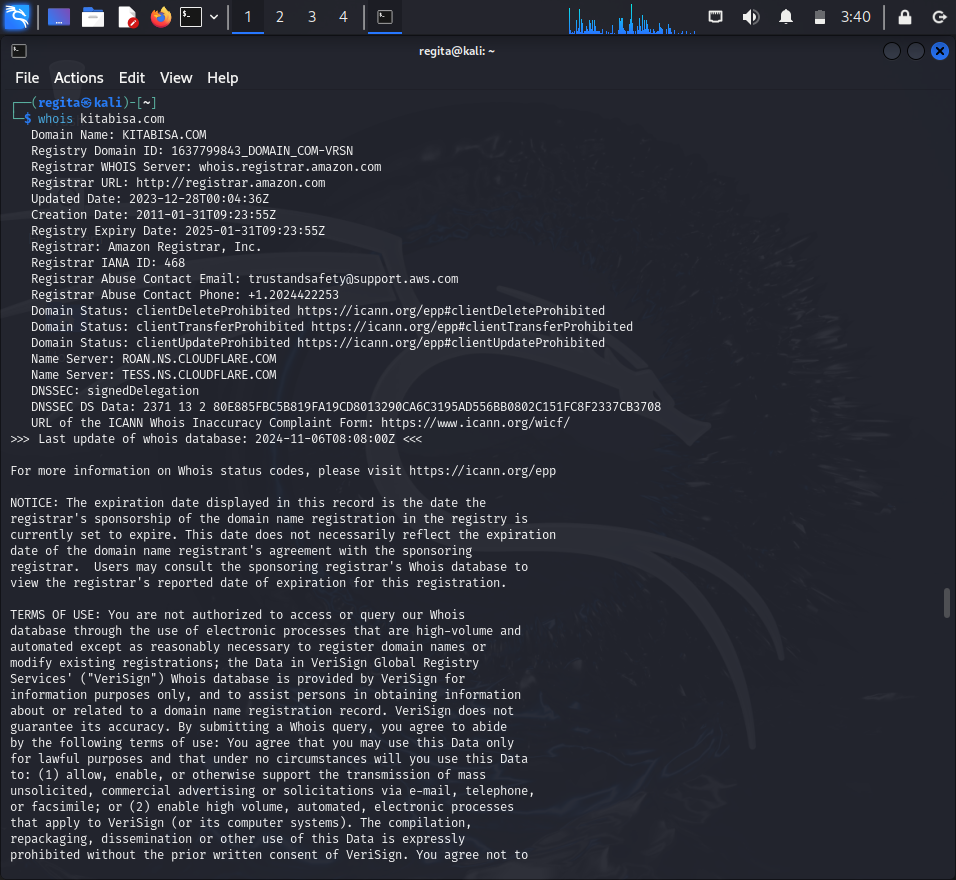 1 2 3 4 3:40
regita@kali: ~
File Actions Edit View Help
(regita㉿kali)-[~]
$ whois kitabisa.com
Domain Name: KITABISA.COM
Registry Domain ID: 1637799843_DOMAIN_COM-VRSN
Registrar WHOIS Server: whois.registrar.amazon.com
Registrar URL: http://registrar.amazon.com
Updated Date: 2023-12-28T00:04:36Z
Creation Date: 2011-01-31T09:23:55Z
Registry Expiry Date: 2025-01-31T09:23:55Z
Registrar: Amazon Registrar, Inc.
Registrar IANA ID: 468
Registrar Abuse Contact Email: trustandsafety@support.aws.com
Registrar Abuse Contact Phone: +1.2024422253
Domain Status: clientDeleteProhibited https://icann.org/epp#clientDeleteProhibited
Domain Status: clientTransferProhibited https://icann.org/epp#clientTransferProhibited
Domain Status: clientUpdateProhibited https://icann.org/epp#clientUpdateProhibited
Name Server: ROAN.NS.CLOUDFLARE.COM
Name Server: TESS.NS.CLOUDFLARE.COM
DNSSEC: signedDelegation
DNSSEC DS Data: 2371 13 2 80E885FBC5B819FA19CD8013290CA6C3195AD556BB0802C151FC8F2337CB3708
URL of the ICANN Whois Inaccuracy Complaint Form: https://www.icann.org/wicf/
>>> Last update of whois database: 2024-11-06T08:08:00Z <<<
For more information on Whois status codes, please visit https://icann.org/epp
NOTICE: The expiration date displayed in this record is the date the
registrar's sponsorship of the domain name registration in the registry is
currently set to expire. This date does not necessarily reflect the expiration
date of the domain name registrant's agreement with the sponsoring
registrar.  Users may consult the sponsoring registrar's Whois database to
view the registrar's reported date of expiration for this registration.
TERMS OF USE: You are not authorized to access or query our Whois
database through the use of electronic processes that are high-volume and
automated except as reasonably necessary to register domain names or
modify existing registrations; the Data in VeriSign Global Registry
Services' ("VeriSign") Whois database is provided by VeriSign for
information purposes only, and to assist persons in obtaining information
about or related to a domain name registration record. VeriSign does not
guarantee its accuracy. By submitting a Whois query, you agree to abide
by the following terms of use: You agree that you may use this Data only
for lawful purposes and that under no circumstances will you use this Data
to: (1) allow, enable, or otherwise support the transmission of mass
unsolicited, commercial advertising or solicitations via e-mail, telephone,
or facsimile; or (2) enable high volume, automated, electronic processes
that apply to VeriSign (or its computer systems). The compilation,
repackaging, dissemination or other use of this Data is expressly
prohibited without the prior written consent of VeriSign. You agree not to